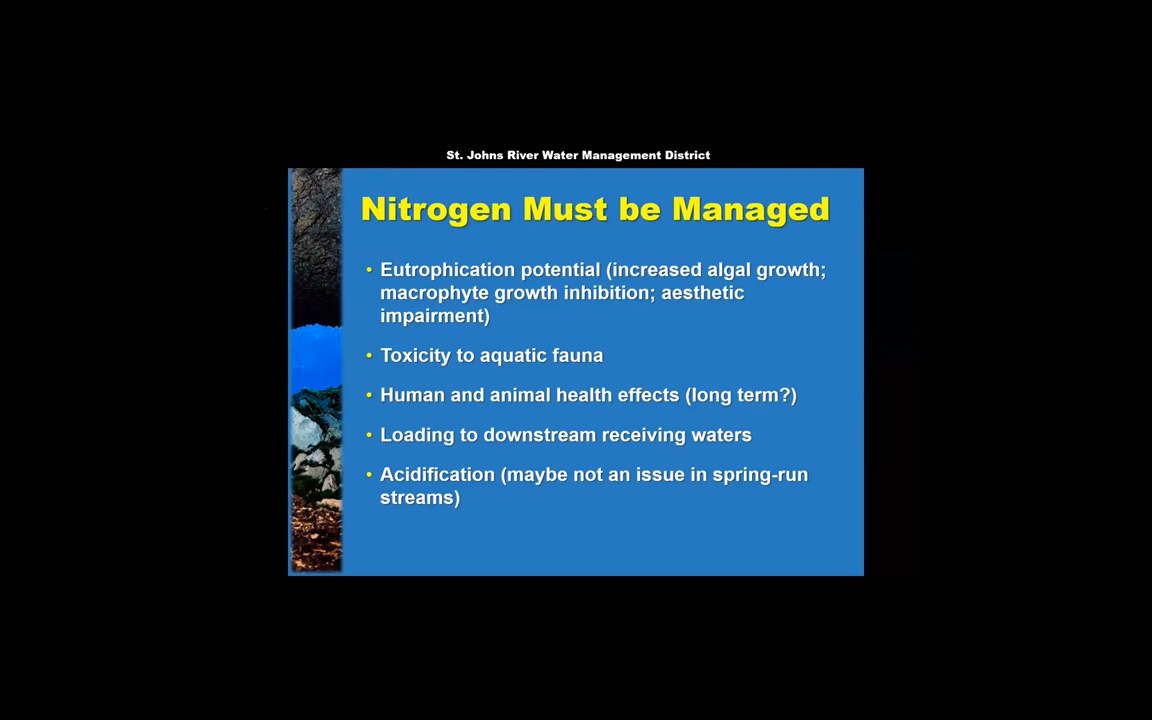 St. Johns River Water Management District
Nitrogen Must be Managed
• Eutrophication potential (increased algal growth;
macrophyte growth inhibition; aesthetic
impairment)
• Toxicity to aquatic fauna
• Human and animal health effects (long term?)
• Loading to downstream receiving waters
• Acidification (maybe not an issue in spring-run
streams)